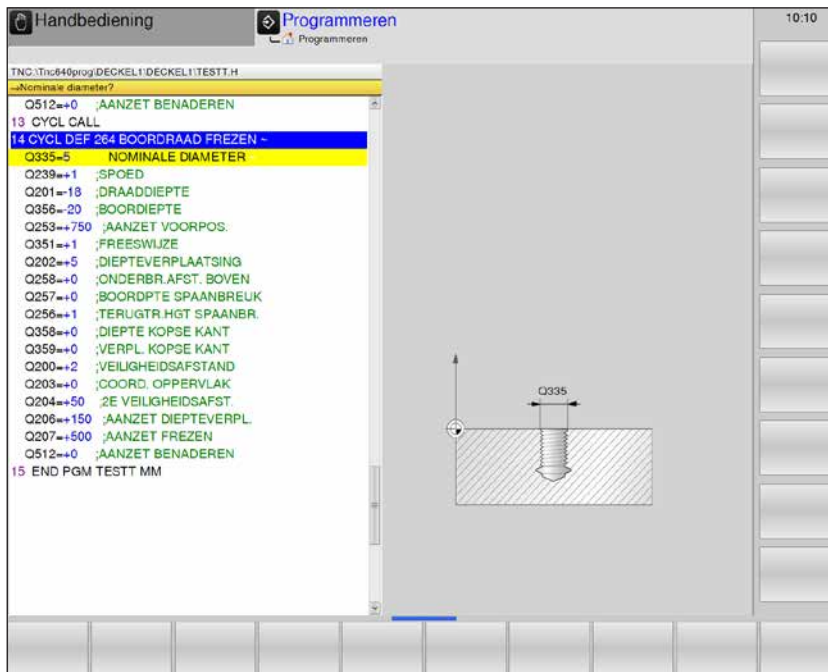 Handbediening
Programmeren
Programmeren
10:10
TNC:\Tnc640prog\DECKEL1\DECKEL1\TESTT.H
→Nominale diameter?
Q512=+0 ;AANZET BENADEREN
13 CYCL CALL
14 CYCL DEF 264 BOORDRAAD FREZEN ~
Q335=5 NOMINALE DIAMETER
Q239=+1 ;SPOED
Q201=-18 ;DRAADDIEPTE
Q356=-20 ;BOORDIEPTE
Q253=+750 ;AANZET VOORPOS.
Q351=+1 ;FREESWIJZE
Q202=+5 ;DIEPTEVERPLAATSING
Q258=+0 ;ONDERBR.AFST. BOVEN
Q257=+0 ;BOORDPTE SPAANBREUK
Q256=+1 ;TERUGTR.HGT SPAANBR.
Q358=+0 ;DIEPTE KOPSE KANT
Q359=+0 ;VERPL. KOPSE KANT
Q200=+2 ;VEILIGHEIDSAFSTAND
Q203=+0 ;COORD. OPPERVLAK
Q204=+50 ;2E VEILIGHEIDSAFST.
Q206=+150 ;AANZET DIEPTEVERPL.
Q207=+500 ;AANZET FREZEN
Q512=+0 ;AANZET BENADEREN
15 END PGM TESTT MM
Q335